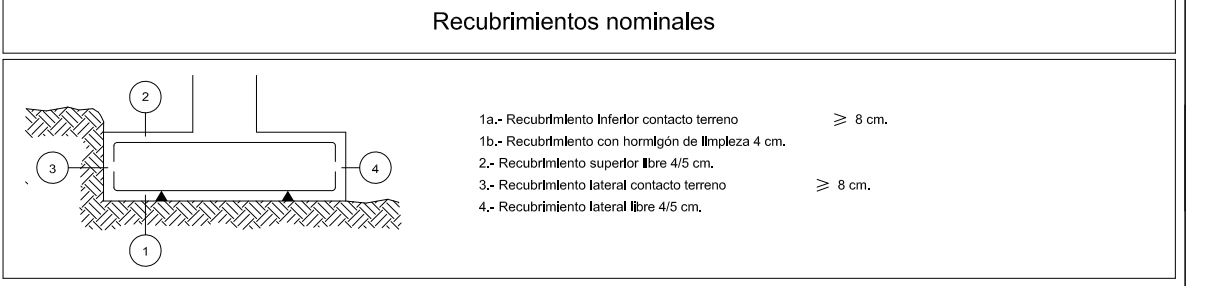 Recubrimientos nominales
2
3
4
1
1a.- Recubrimiento inferior contacto terreno ⩾ 8 cm.
1b.- Recubrimiento con hormigón de limpieza 4 cm.
2.- Recubrimiento superior libre 4/5 cm.
3.- Recubrimiento lateral contacto terreno ⩾ 8 cm.
4.- Recubrimiento lateral libre 4/5 cm.